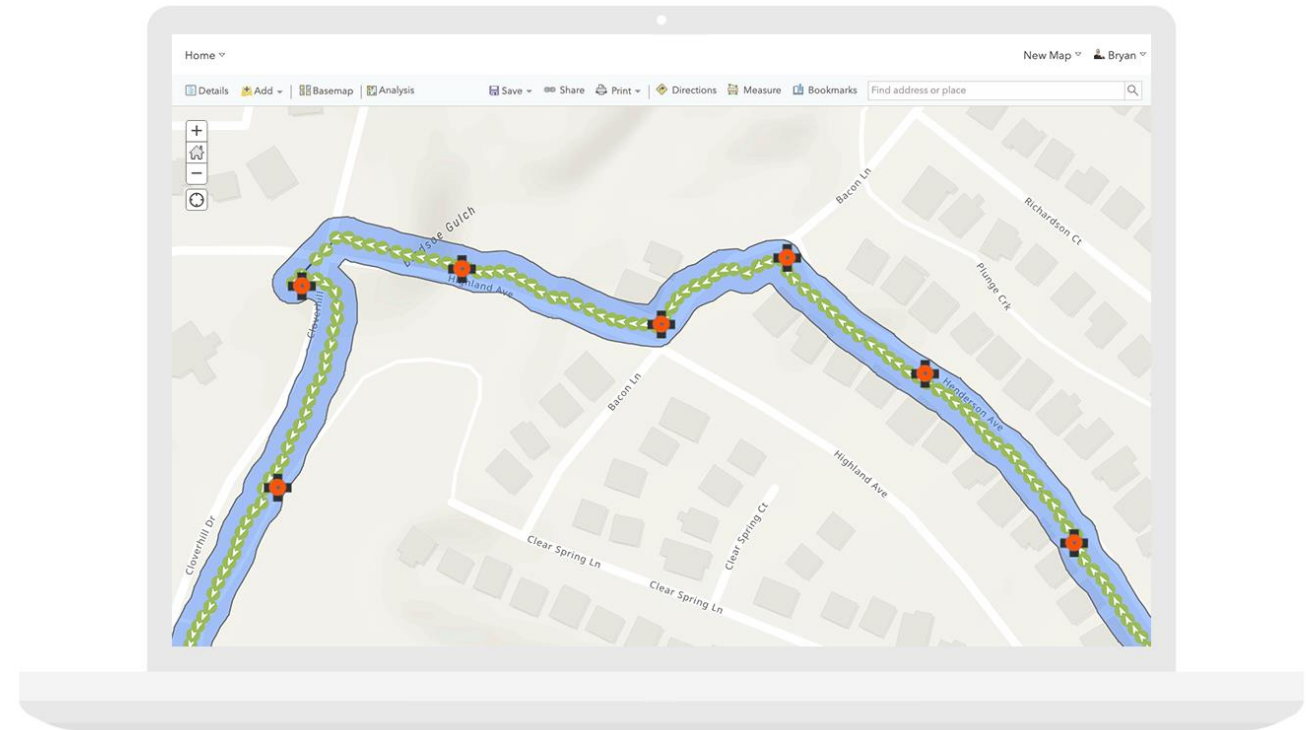 Home
New Map
Bryan
Details
Add
Basemap
Analysis
Save
Share
Print
Directions
Measure
Bookmarks
Find address or place
Bacon Ln
Richardson Ct
Gulch
Plunge Crk
Highland Ave
Cloverhill
Henderson Ave
Bacon Ln
Highland Ave
Cloverhill Dr
Clear Spring Ct
Clear Spring Ln
Clear Spring Ln